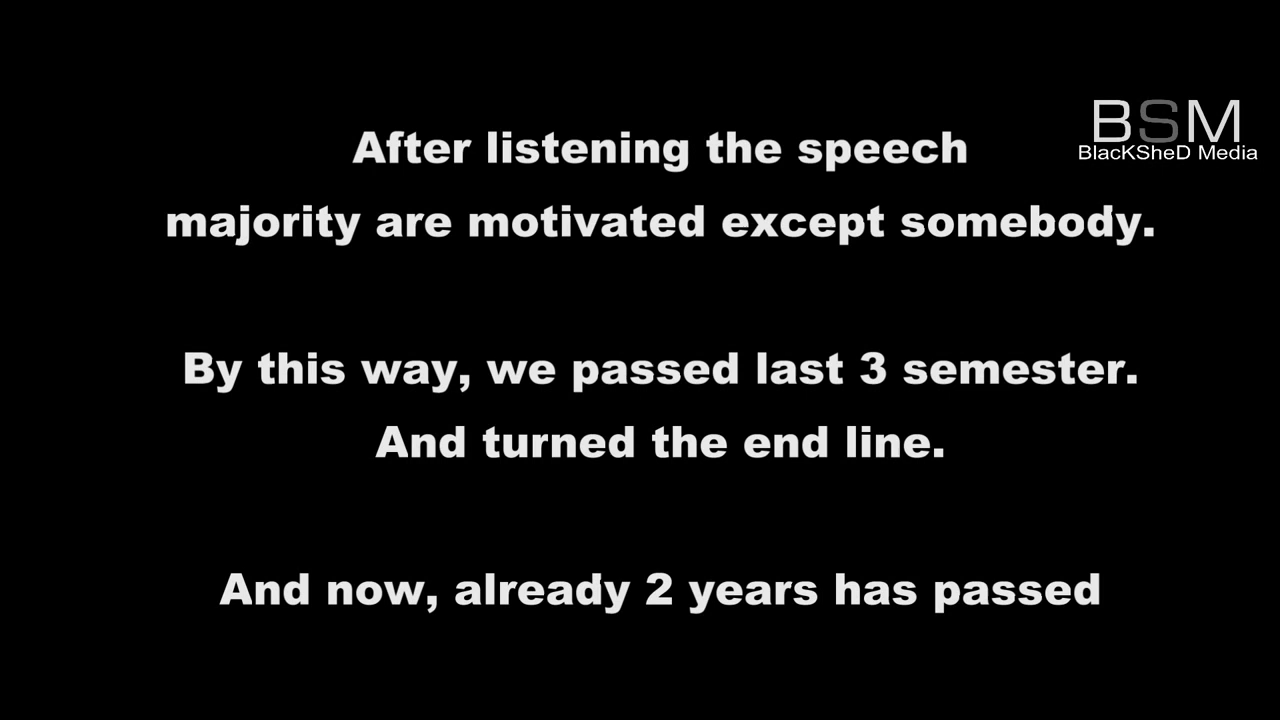 BSM
BlacKSheD Media
After listening the speech
majority are motivated except somebody.
By this way, we passed last 3 semester.
And turned the end line.
And now, already 2 years has passed